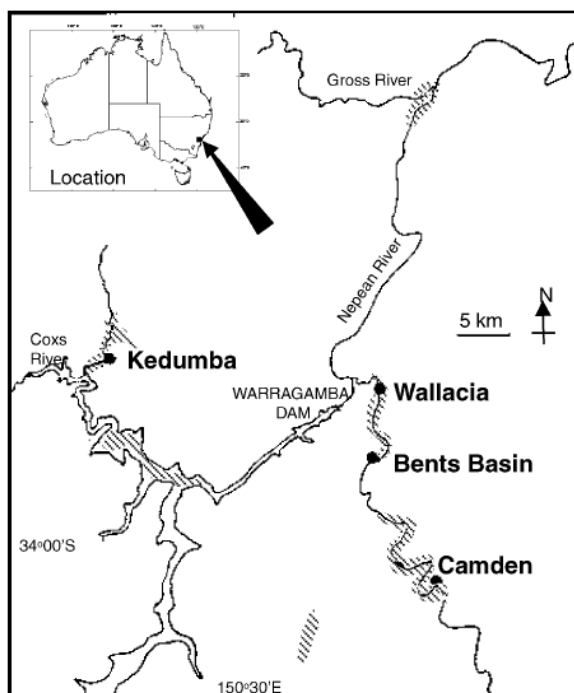 Location
Gross River
Nepean River
N
5 km
Coxs
River
Kedumba
WARRAGAMBA
DAM
Wallacia
Bents Basin
34°00'S
Camden
150°30'E